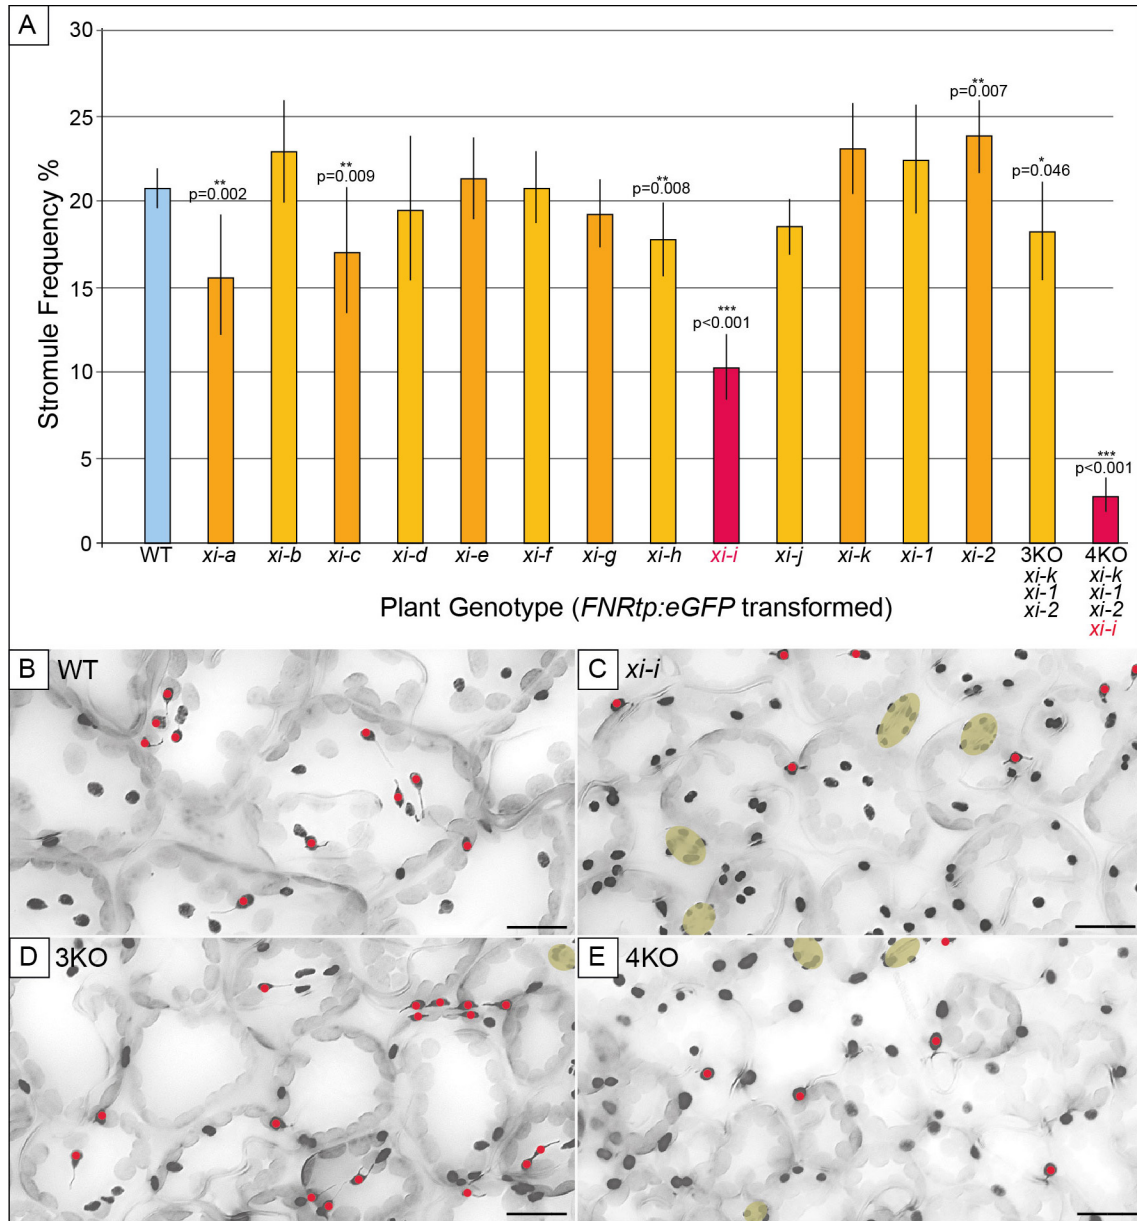 A
30
25
20
15
10
5
0
Stromule Frequency %
**
p=0.002
**
p=0.009
**
p=0.008
***
p<0.001
**
p=0.007
*
p=0.046
***
p<0.001
WT xi-a xi-b xi-c xi-d xi-e xi-f xi-g xi-h xi-i xi-j xi-k xi-1 xi-2 3KO 4KO
xi-k xi-k
xi-1 xi-1
xi-2 xi-2
xi-i
Plant Genotype (FNRtp:eGFP transformed)
B WT
C xi-i
D 3KO
E 4KO